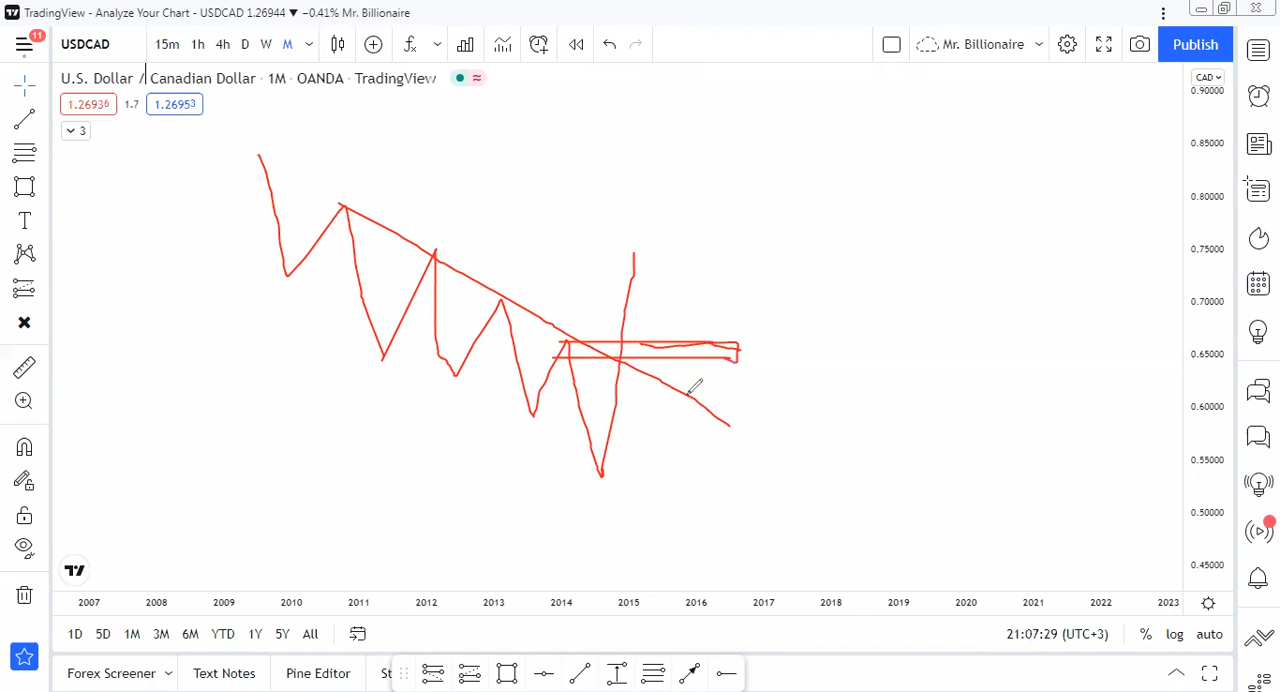 TradingView - Analyze Your Chart - USDCAD 1.26944 ▼ −0.41% Mr. Billionaire
11
USDCAD 15m 1h 4h D W M Mr. Billionaire Publish
U.S. Dollar / Canadian Dollar · 1M · OANDA · TradingView
CAD
1.26936 1.7 1.26953
3
0.90000
0.85000
0.80000
0.75000
0.70000
0.65000
0.60000
0.55000
0.50000
0.45000
2007 2008 2009 2010 2011 2012 2013 2014 2015 2016 2017 2018 2019 2020 2021 2022 2023
1D 5D 1M 3M 6M YTD 1Y 5Y All 21:07:29 (UTC+3) % log auto
Forex Screener Text Notes Pine Editor St